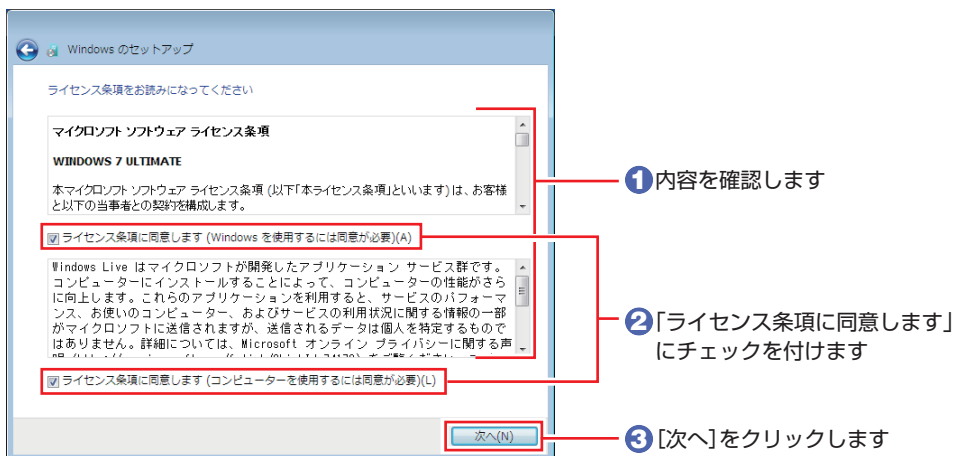 Windows のセットアップ
ライセンス条項をお読みになってください
マイクロソフト ソフトウェア ライセンス条項
WINDOWS 7 ULTIMATE
本マイクロソフト ソフトウェア ライセンス条項 (以下「本ライセンス条項」といいます) は、お客様
と以下の当事者との契約を構成します。
ライセンス条項に同意します (Windows を使用するには同意が必要)(A)
Windows Live はマイクロソフトが開発したアプリケーション サービス群です。
コンピューターにインストールすることによって、コンピューターの性能がさら
に向上します。これらのアプリケーションを利用すると、サービスのパフォーマ
ンス、お使いのコンピューター、およびサービスの利用状況に関する情報の一部
がマイクロソフトに送信されますが、送信されるデータは個人を特定するもので
はありません。詳細については、Microsoft オンライン プライバシーに関する声
ライセンス条項に同意します (コンピューターを使用するには同意が必要)(L)
次へ(N)
1 内容を確認します
2 「ライセンス条項に同意します」
にチェックを付けます
3 [次へ]をクリックします